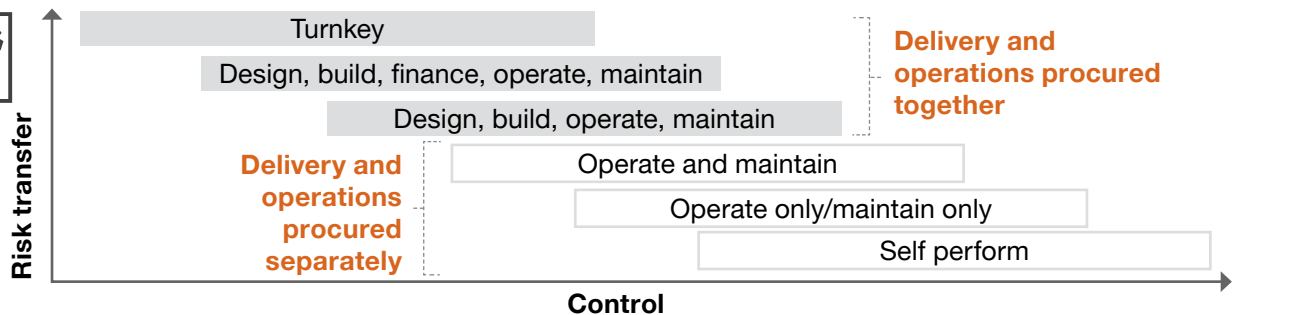 Turnkey
Design, build, finance, operate, maintain
Design, build, operate, maintain
Delivery and
operations procured
together
Operate and maintain
Operate only/maintain only
Self perform
Delivery and
operations
procured
separately
Risk transfer
Control